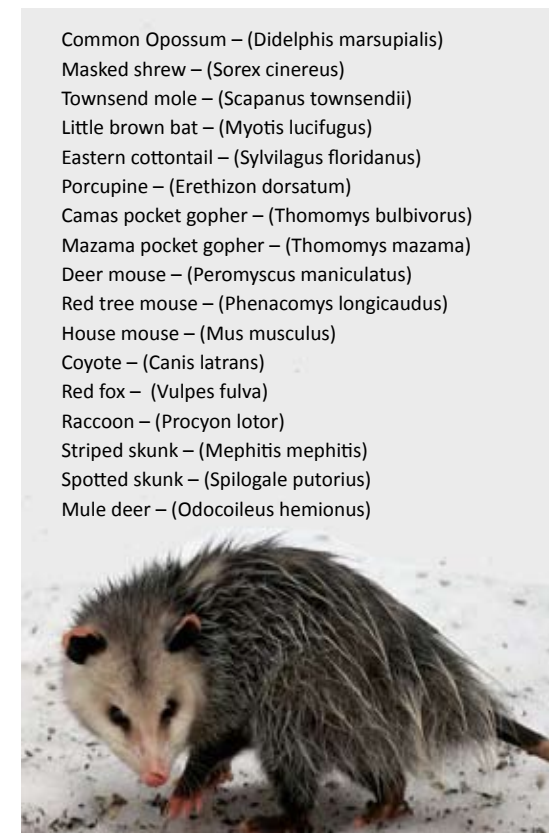 Common Opossum – (Didelphis marsupialis)
Masked shrew – (Sorex cinereus)
Townsend mole – (Scapanus townsendii)
Little brown bat – (Myotis lucifugus)
Eastern cottontail – (Sylvilagus floridanus)
Porcupine – (Erethizon dorsatum)
Camas pocket gopher – (Thomomys bulbivorus)
Mazama pocket gopher – (Thomomys mazama)
Deer mouse – (Peromyscus maniculatus)
Red tree mouse – (Phenacomys longicaudus)
House mouse – (Mus musculus)
Coyote – (Canis latrans)
Red fox –  (Vulpes fulva)
Raccoon – (Procyon lotor)
Striped skunk – (Mephitis mephitis)
Spotted skunk – (Spilogale putorius)
Mule deer – (Odocoileus hemionus)